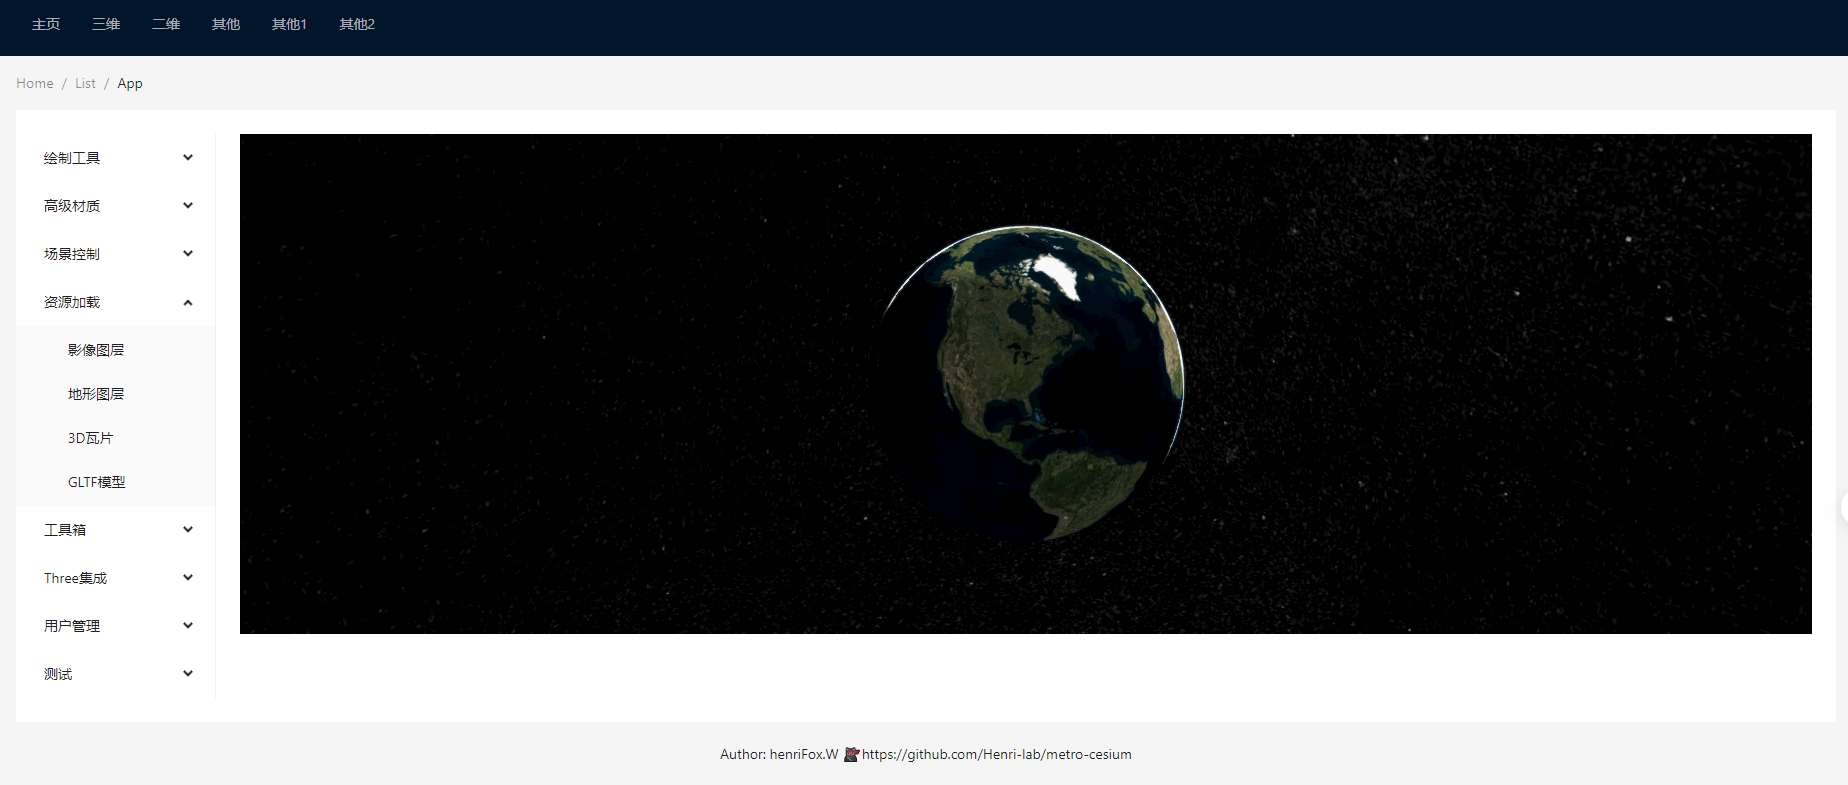 主页 三维 二维 其他 其他1 其他2
Home / List / App
绘制工具
高级材质
场景控制
资源加载
影像图层
地形图层
3D瓦片
GLTF模型
工具箱
Three集成
用户管理
测试
Author: henriFox.W https://github.com/Henri-lab/metro-cesium